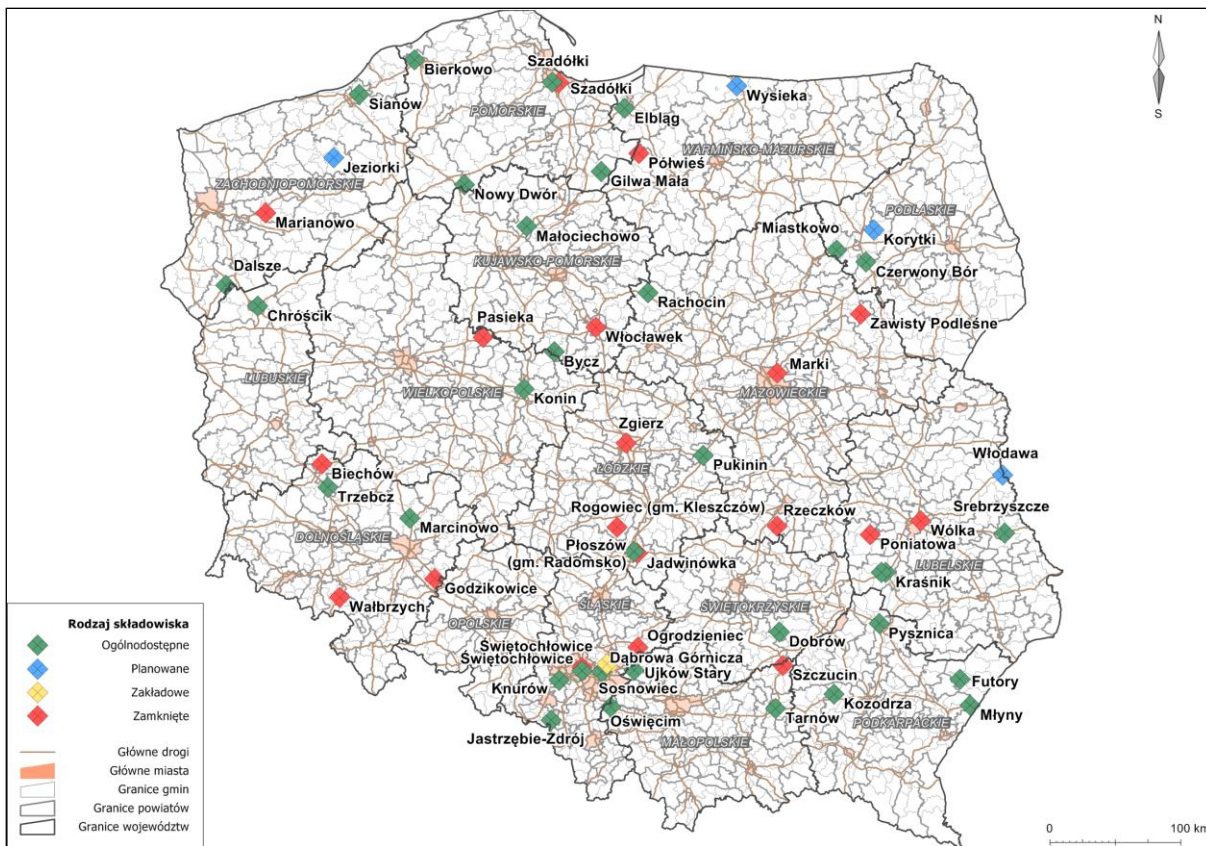 N
S
Bierkowo
Szadółki
Szadółki
Sianów
POMORSKIE
Elbląg
Wysieka
WARMIŃSKO-MAZURSKIE
Półwieś
Gilwa Mała
Jeziorki
ZACHODNIOPOMORSKIE
Nowy Dwór
Marianowo
Małociechowo
KUJAWSKO-POMORSKIE
PODLASKIE
Miastkowo
Korytki
Czerwony Bór
Dalsze
Chróścik
Rachocin
Zawisty Podleśne
Pasieka
Włocławek
Bycz
Marki
LUBUSKIE
WIELKOPOLSKIE
MAZOWIECKIE
Konin
Zgierz
ŁÓDZKIE
Pukinin
Włodawa
Biechów
Trzebcz
Marcinowo
DOLNOŚLĄSKIE
Rogowiec (gm. Kleszczów)
Rzeczków
Srebrzyszcze
Wólka
Poniatowa
LUBELSKIE
Płoszów
(gm. Radomsko)
Jadwinówka
Kraśnik
Godzikowice
Wałbrzych
OPOLSKIE
ŚLĄSKIE
ŚWIĘTOKRZYSKIE
Pysznica
Dobrów
Ogrodzieniec
Świętochłowice
Świętochłowice
Dąbrowa Górnicza
Ujków Stary
Szczucin
Knurów
Sosnowiec
Futory
Kozodrza
Młyny
Oświęcim
Tarnów
PODKARPACKIE
Jastrzębie-Zdrój
MAŁOPOLSKIE
Rodzaj składowiska
Ogólnodostępne
Planowane
Zakładowe
Zamknięte
Główne drogi
Główne miasta
Granice gmin
Granice powiatów
Granice województw
0 100 km